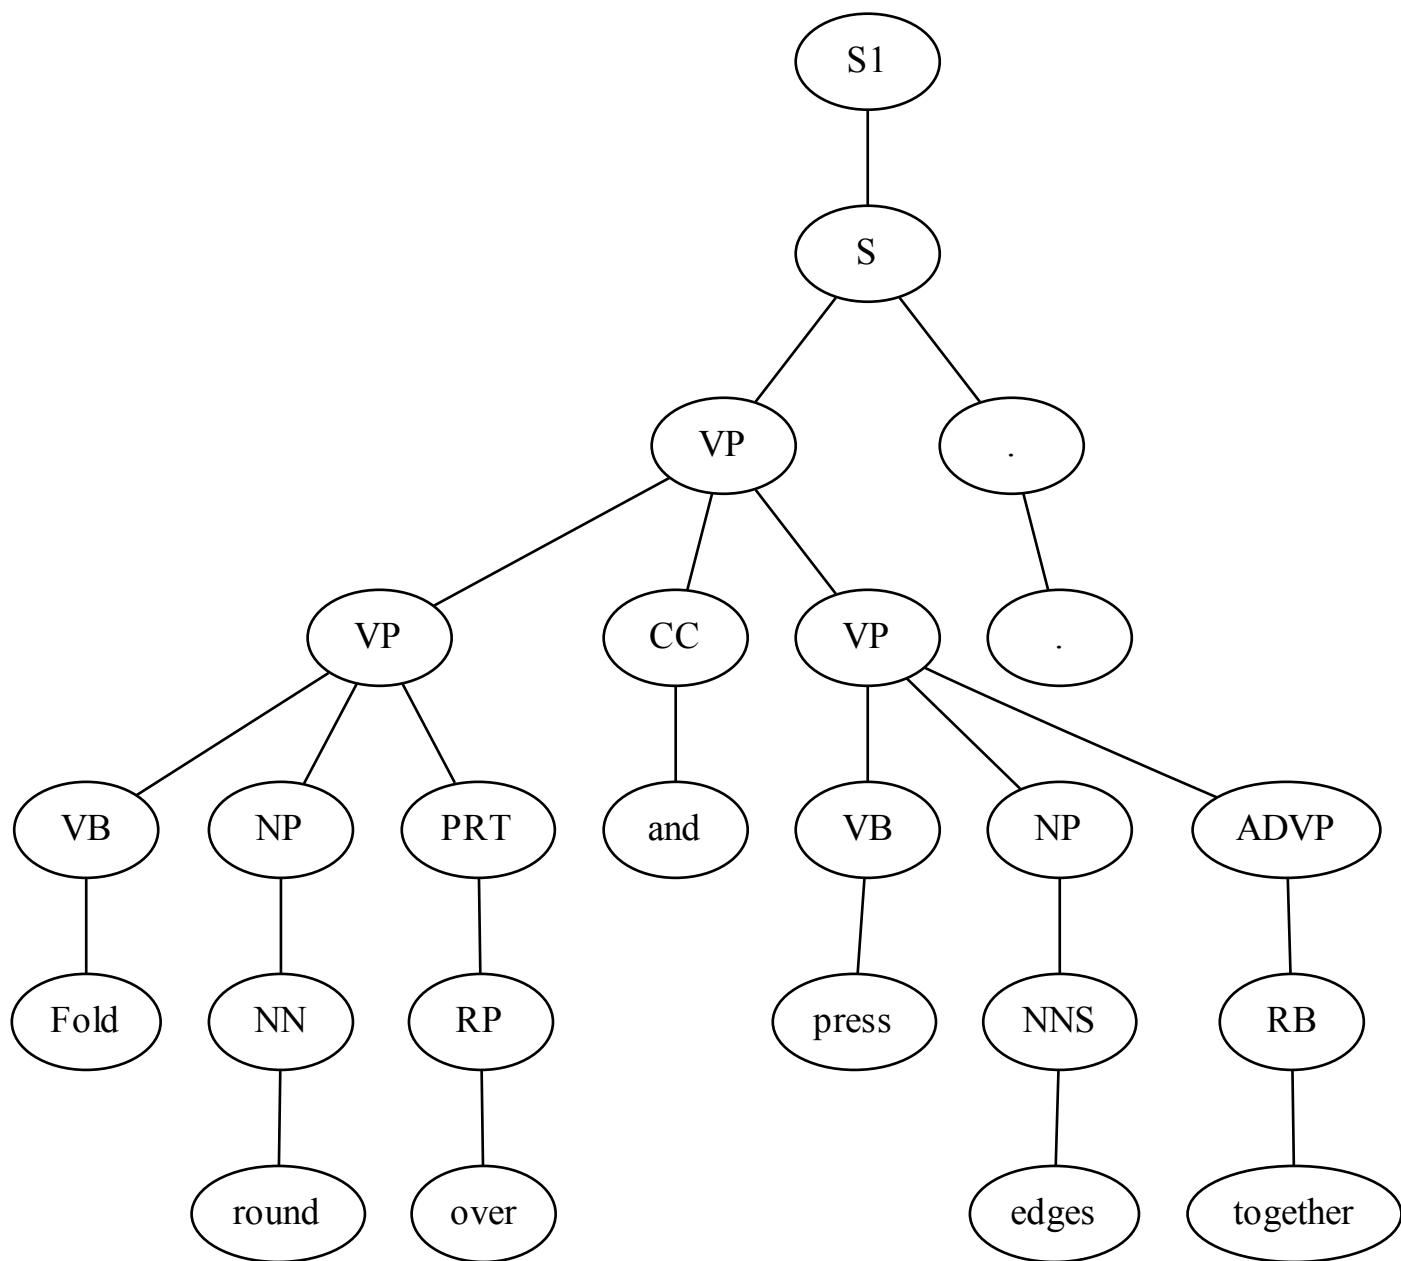 S1
S
VP .
VP CC VP .
VB NP PRT and VB NP ADVP
Fold NN RP press NNS RB
round over edges together